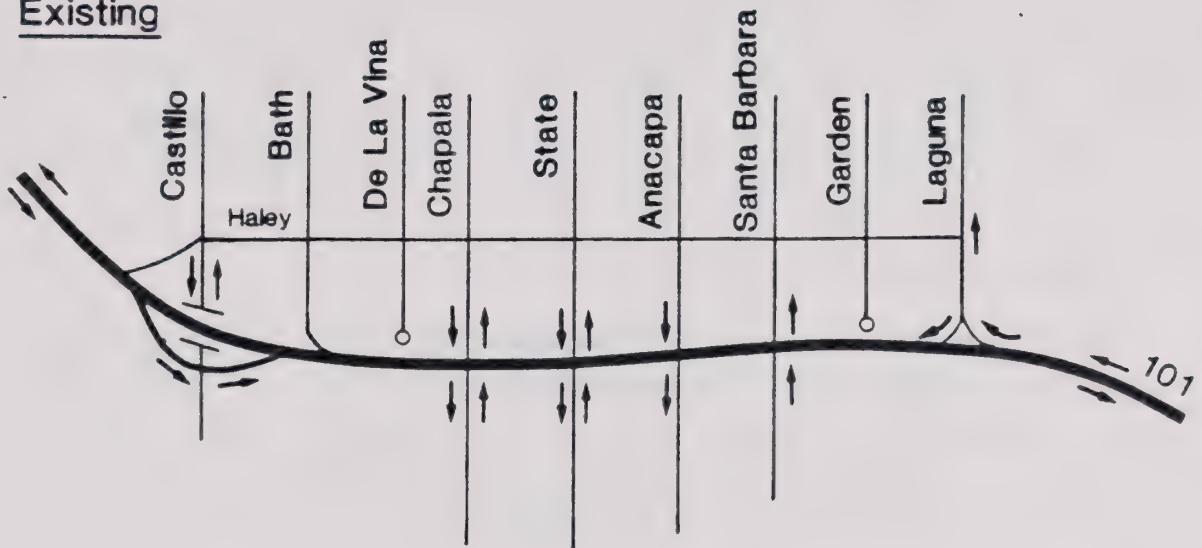 Existing
Castillo
Bath
De La Vina
Chapala
State
Anacapa
Santa Barbara
Garden
Laguna
Haley
101